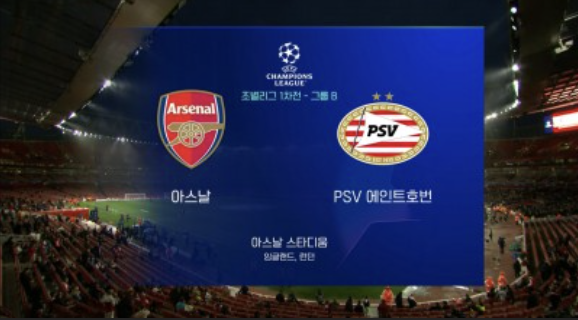 CHAMPIONS
LEAGUE
조별리그 1차전 - 그룹 B
Arsenal
PSV
아스날
PSV 에인트호번
아스날 스타디움
잉글랜드, 런던